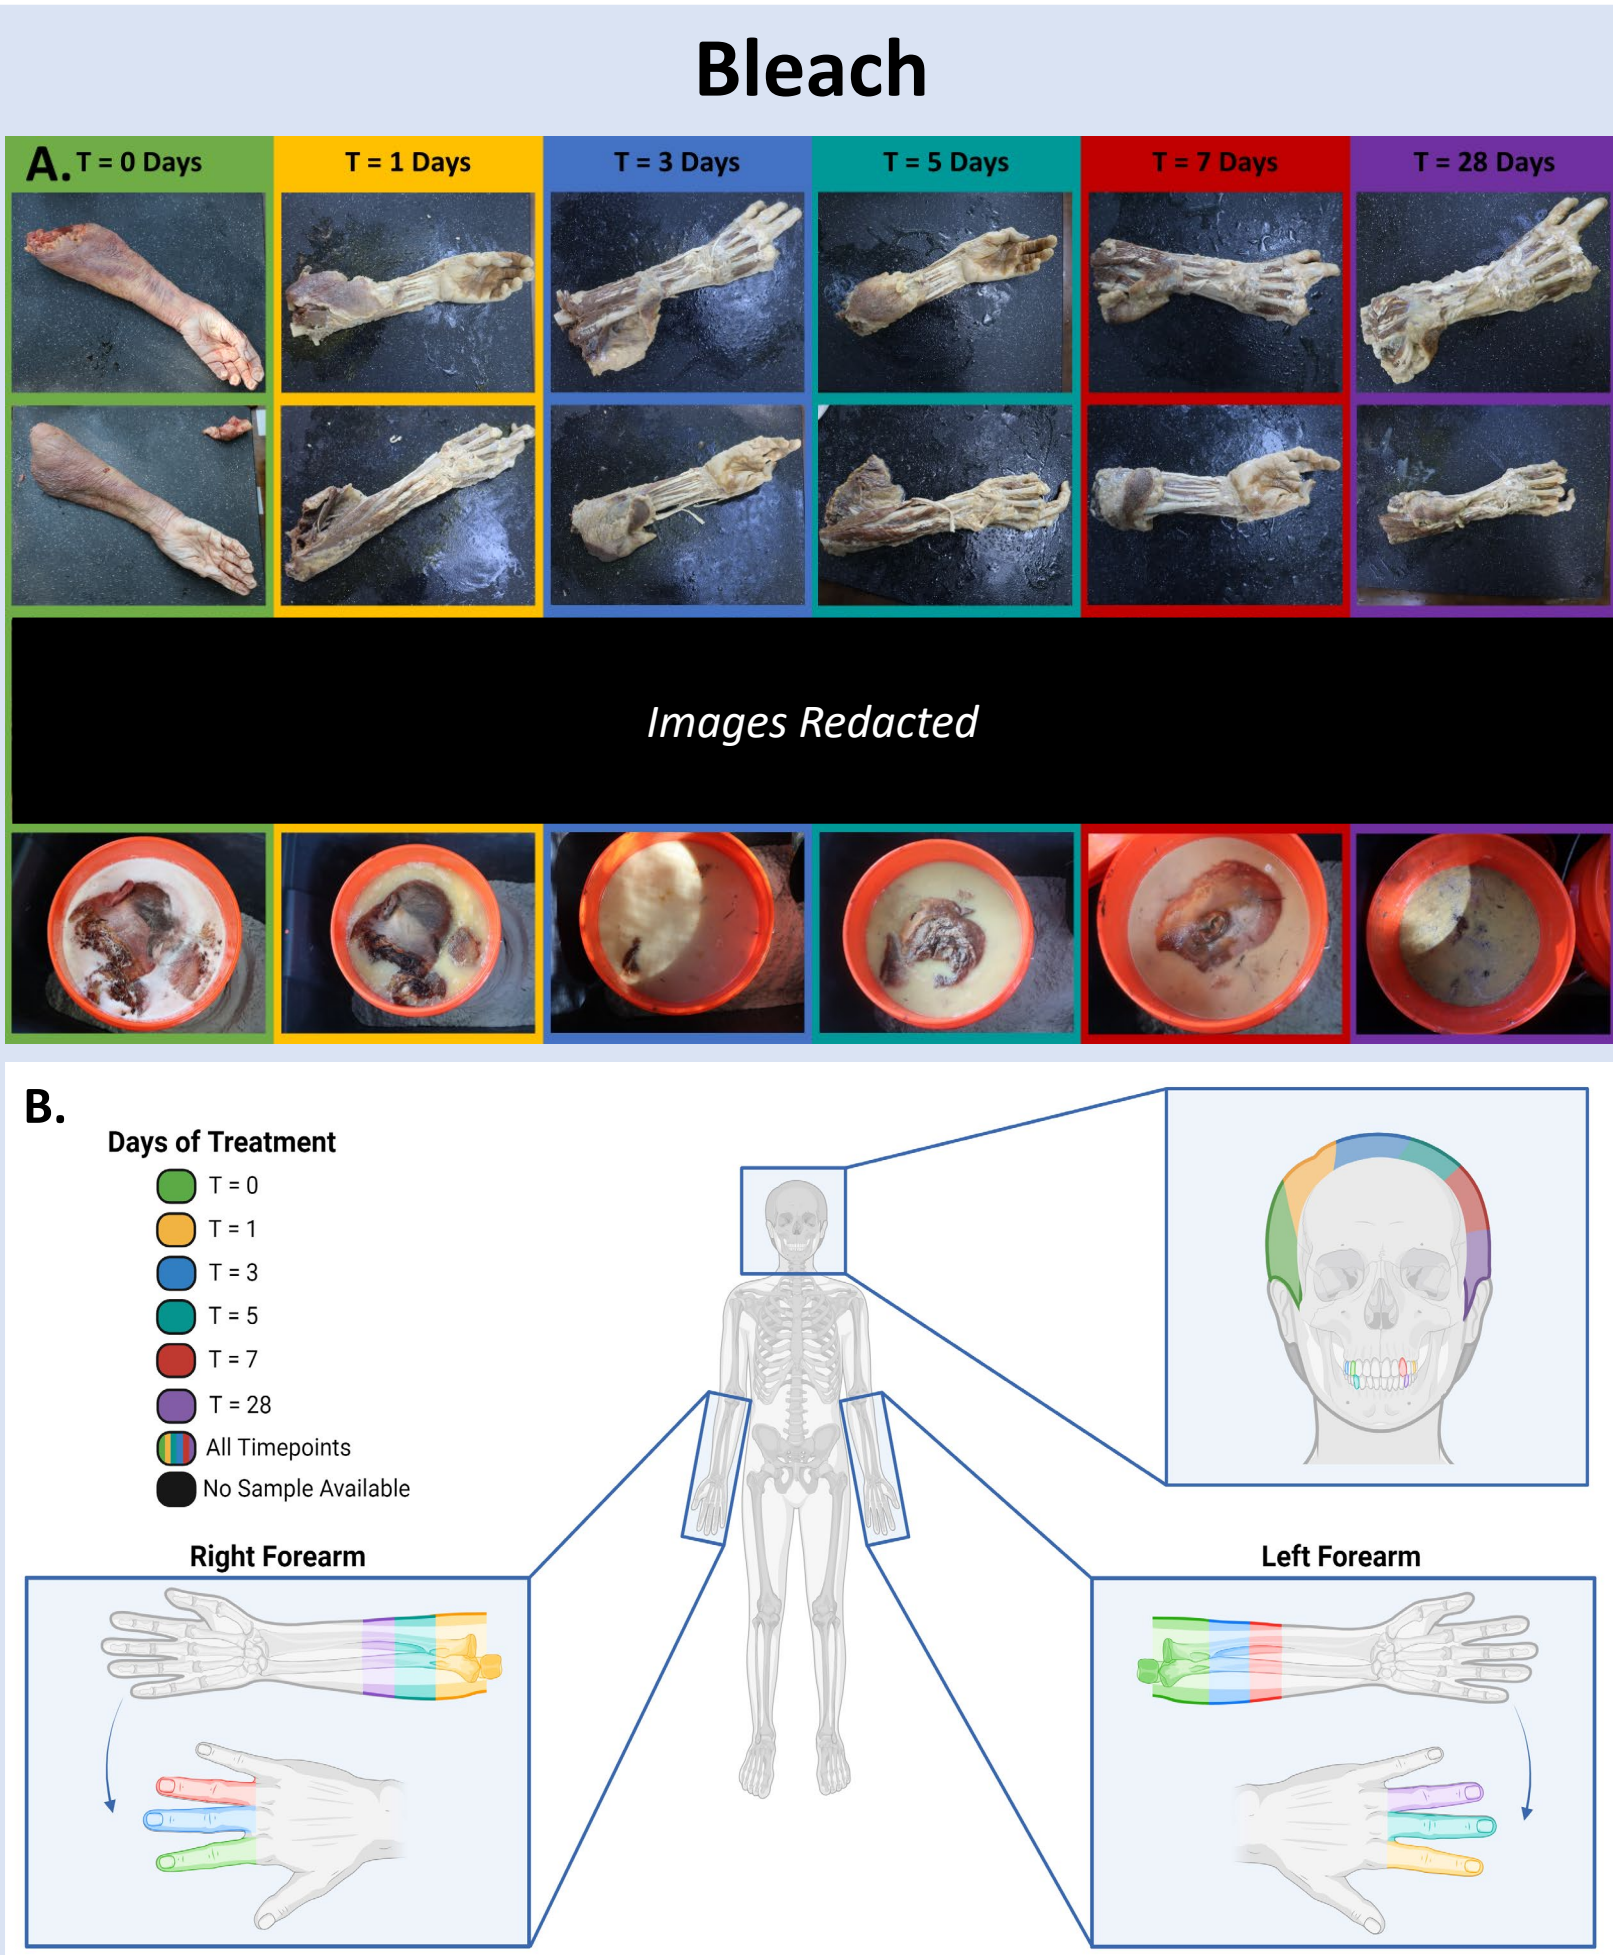 Bleach
A. T = 0 Days
T = 1 Days
T = 3 Days
T = 5 Days
T = 7 Days
T = 28 Days
Images Redacted
B.
Days of Treatment
T = 0
T = 1
T = 3
T = 5
T = 7
T = 28
All Timepoints
No Sample Available
Right Forearm
Left Forearm